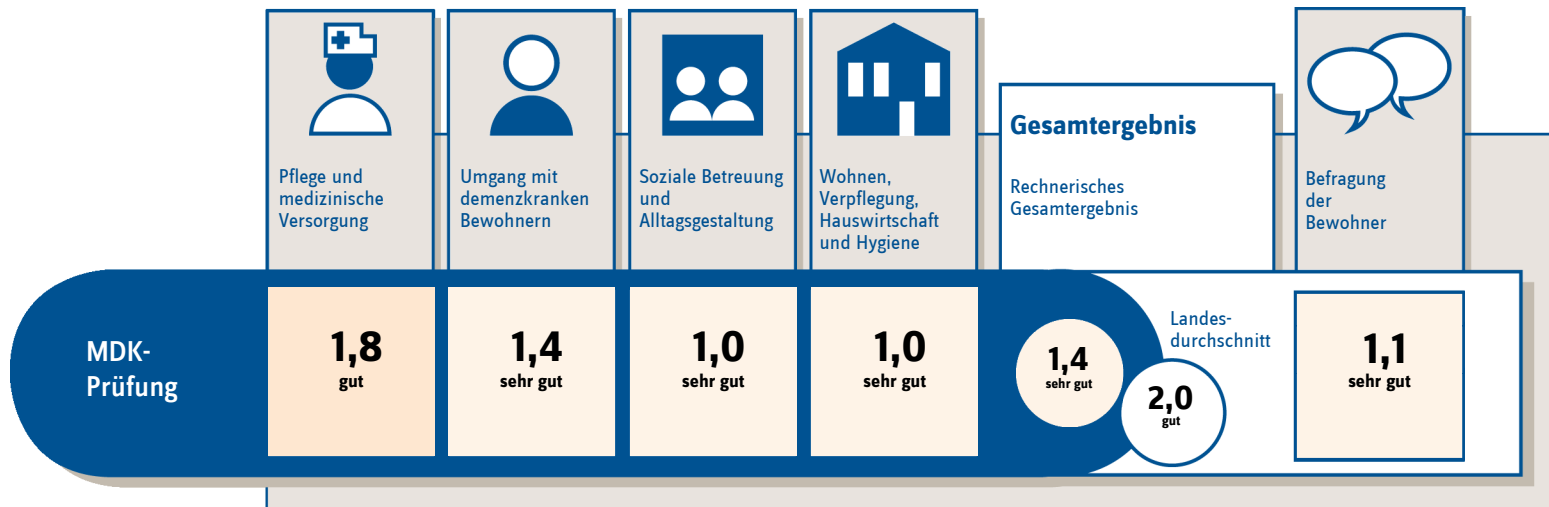 Pflege und
medizinische
Versorgung
Umgang mit
demenzkranken
Bewohnern
Soziale Betreuung
und
Alltagsgestaltung
Wohnen,
Verpflegung,
Hauswirtschaft
und Hygiene
Gesamtergebnis
Rechnerisches
Gesamtergebnis
Befragung
der
Bewohner
MDK-
Prüfung
1,8
gut
1,4
sehr gut
1,0
sehr gut
1,0
sehr gut
1,4
sehr gut
Landes-
durchschnitt
2,0
gut
1,1
sehr gut